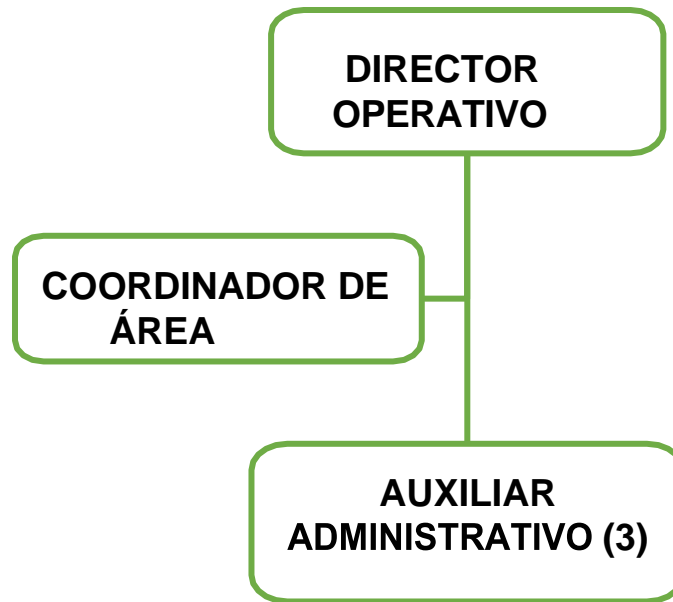 DIRECTOR
OPERATIVO
COORDINADOR DE
ÁREA
AUXILIAR
ADMINISTRATIVO (3)